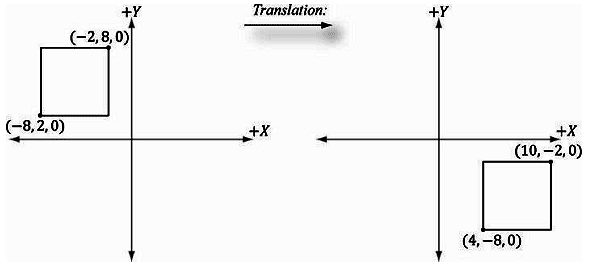 +Y
Translation:
+Y
(−2,8,0)
(−8,2,0)
+X
+X
(10,−2,0)
(4,−8,0)